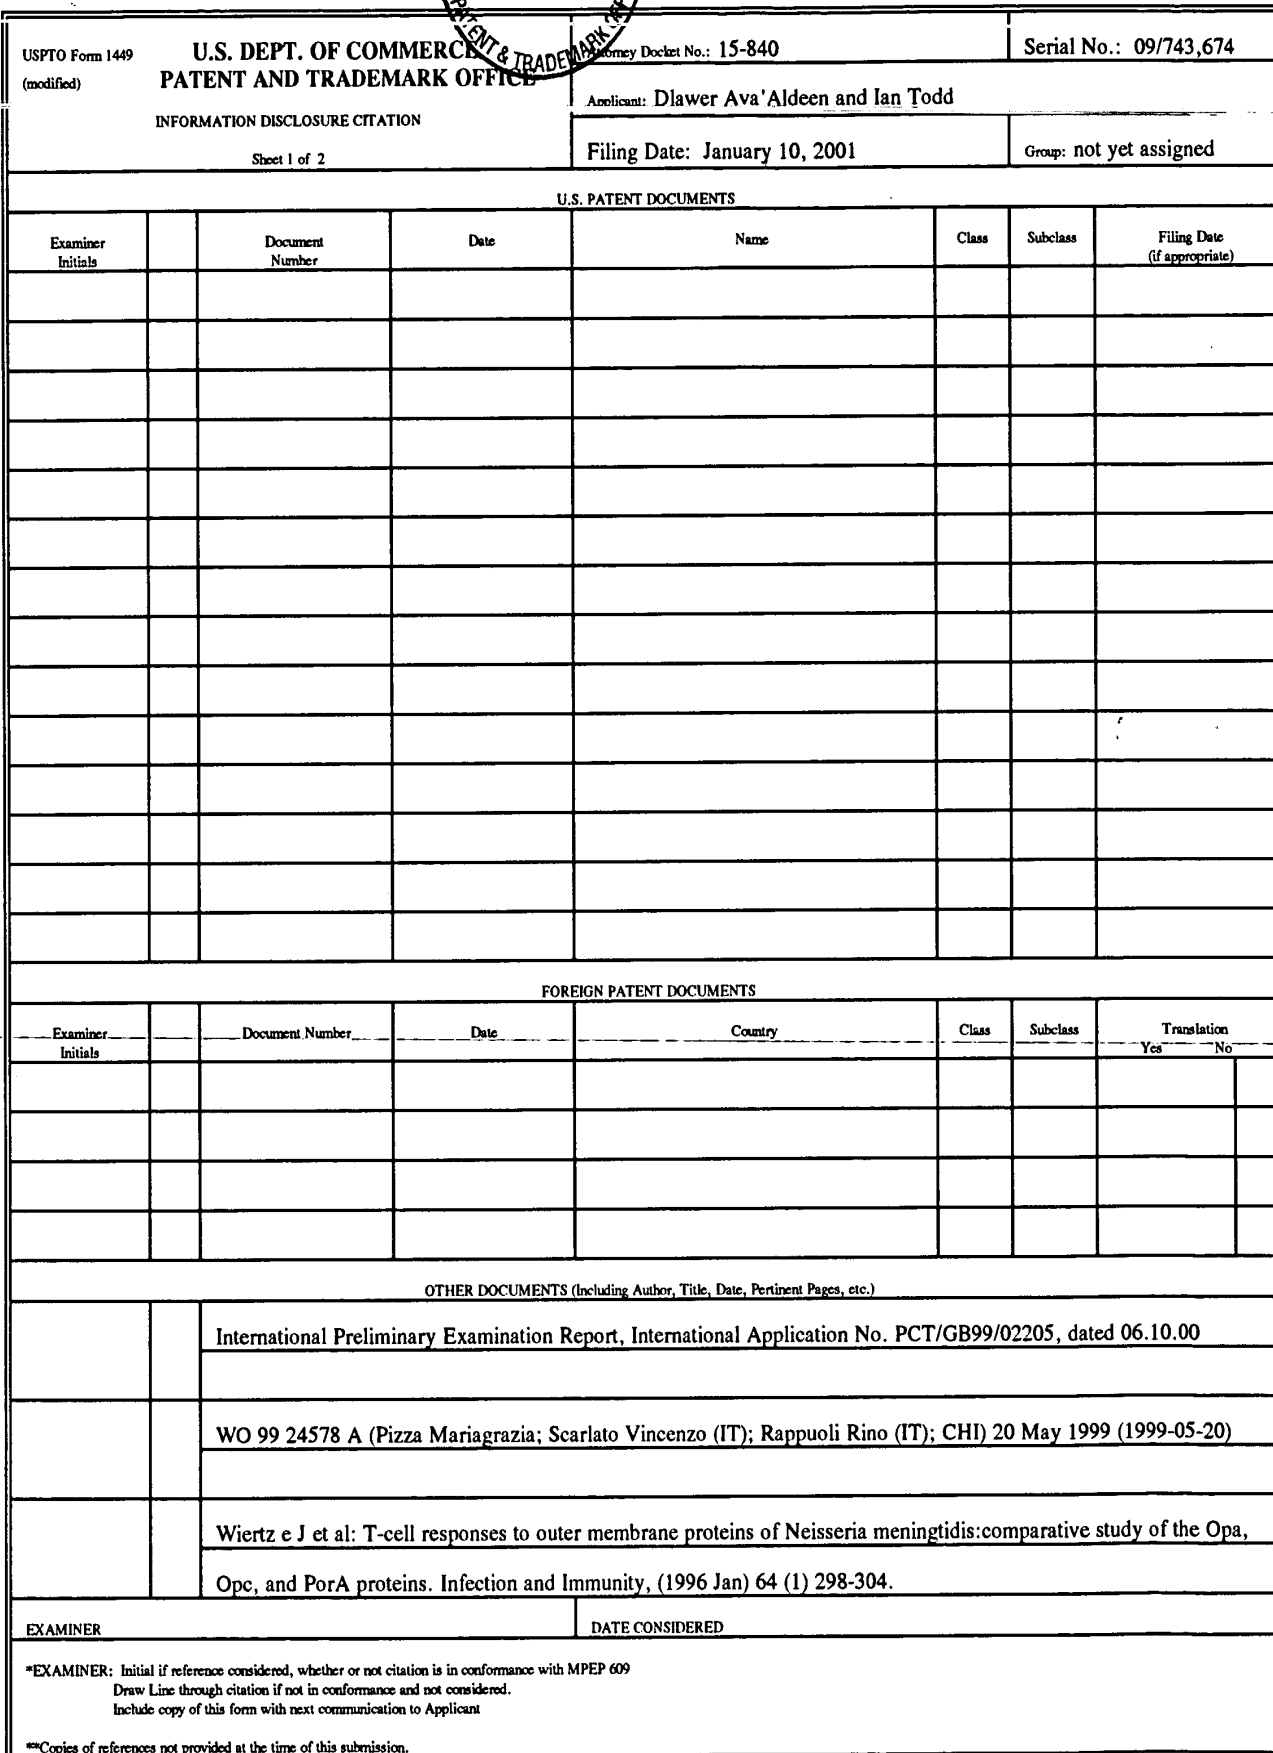 PATENT & TRADEMARK
USPTO Form 1449
(modified)
U.S. DEPT. OF COMMERCE
PATENT AND TRADEMARK OFFICE
INFORMATION DISCLOSURE CITATION
Sheet 1 of 2
Attorney Docket No.: 15-840
Serial No.: 09/743,674
Applicant: Dlawer Ava'Aldeen and Ian Todd
Filing Date: January 10, 2001
Group: not yet assigned
U.S. PATENT DOCUMENTS
Examiner
Initials
Document
Number
Date
Name
Class
Subclass
Filing Date
(if appropriate)
FOREIGN PATENT DOCUMENTS
Examiner
Initials
Document Number
Date
Country
Class
Subclass
Translation
Yes No
OTHER DOCUMENTS (Including Author, Title, Date, Pertinent Pages, etc.)
International Preliminary Examination Report, International Application No. PCT/GB99/02205, dated 06.10.00
WO 99 24578 A (Pizza Mariagrazia; Scarlato Vincenzo (IT); Rappuoli Rino (IT); CHI) 20 May 1999 (1999-05-20)
Wiertz e J et al: T-cell responses to outer membrane proteins of Neisseria meningtidis:comparative study of the Opa,
Opc, and PorA proteins. Infection and Immunity, (1996 Jan) 64 (1) 298-304.
EXAMINER
DATE CONSIDERED
*EXAMINER: Initial if reference considered, whether or not citation is in conformance with MPEP 609
Draw Line through citation if not in conformance and not considered.
Include copy of this form with next communication to Applicant
**Copies of references not provided at the time of this submission.